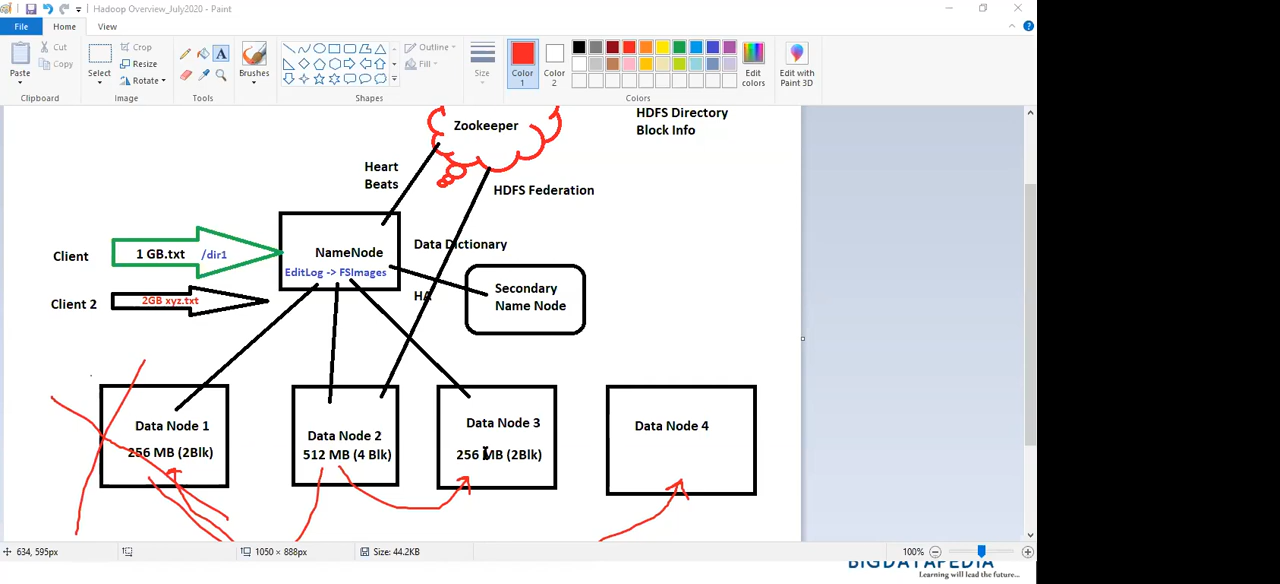 Hadoop Overview_July2020 - Paint
File
Home
View
Paste
Cut
Copy
Clipboard
Select
Crop
Resize
Rotate
Image
A
Tools
Brushes
Outline
Fill
Shapes
Size
Color 1
Color 2
Edit colors
Colors
Edit with Paint 3D
HDFS Directory
Block Info
Zookeeper
Heart
Beats
HDFS Federation
NameNode
EditLog -> FSImages
Data Dictionary
Client
1 GB.txt /dir1
Client 2
2GB xyz.txt
HA
Secondary
Name Node
Data Node 1
256 MB (2Blk)
Data Node 2
512 MB (4 Blk)
Data Node 3
256 MB (2Blk)
Data Node 4
634, 595px
1050 × 888px
Size: 44.2KB
100%
BIGDATAPEDIA
Learning will lead the future...